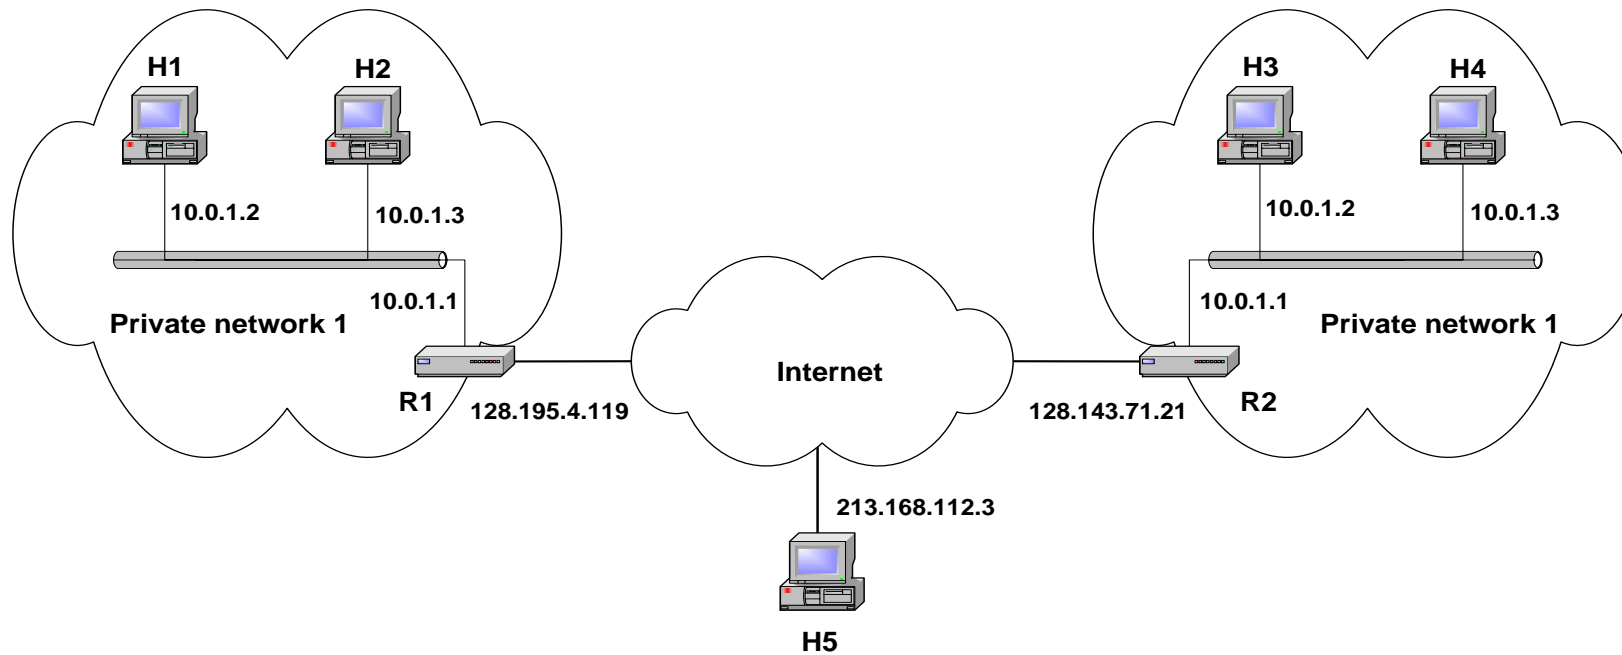 H1
H2
H3
H4
10.0.1.2
10.0.1.3
10.0.1.2
10.0.1.3
10.0.1.1
10.0.1.1
Private network 1
Private network 1
Internet
R1
R2
128.195.4.119
128.143.71.21
213.168.112.3
H5